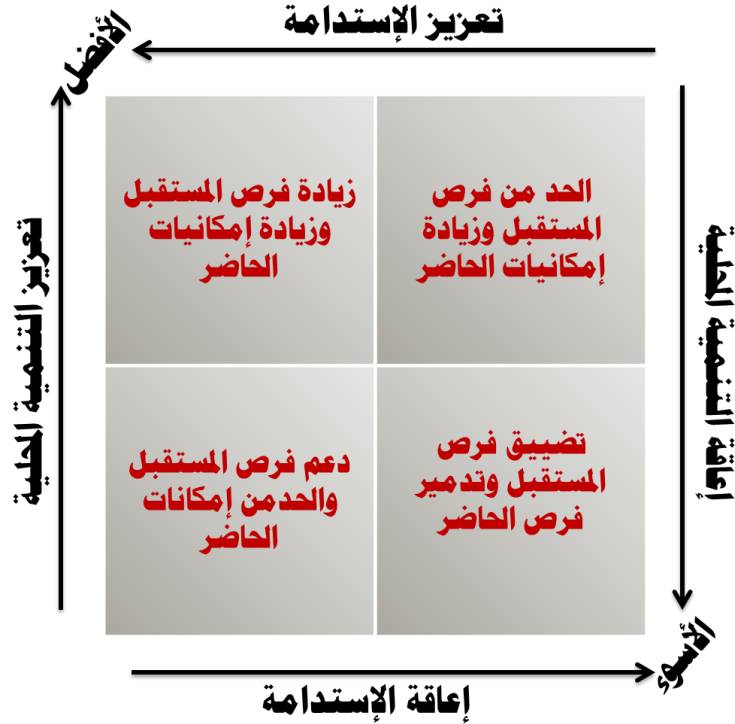 تعزيز الإستدامة
الأفضل
الحد من فرص
المستقبل وزيادة
إمكانيات الحاضر
زيادة فرص المستقبل
وزيادة إمكانيات
الحاضر
إعاقة التنمية المحلية
تعزيز التنمية المحلية
تضييق فرص
المستقبل وتدمير
فرص الحاضر
دعم فرص المستقبل
والحد من إمكانات
الحاضر
الأسوء
إعاقة الإستدامة